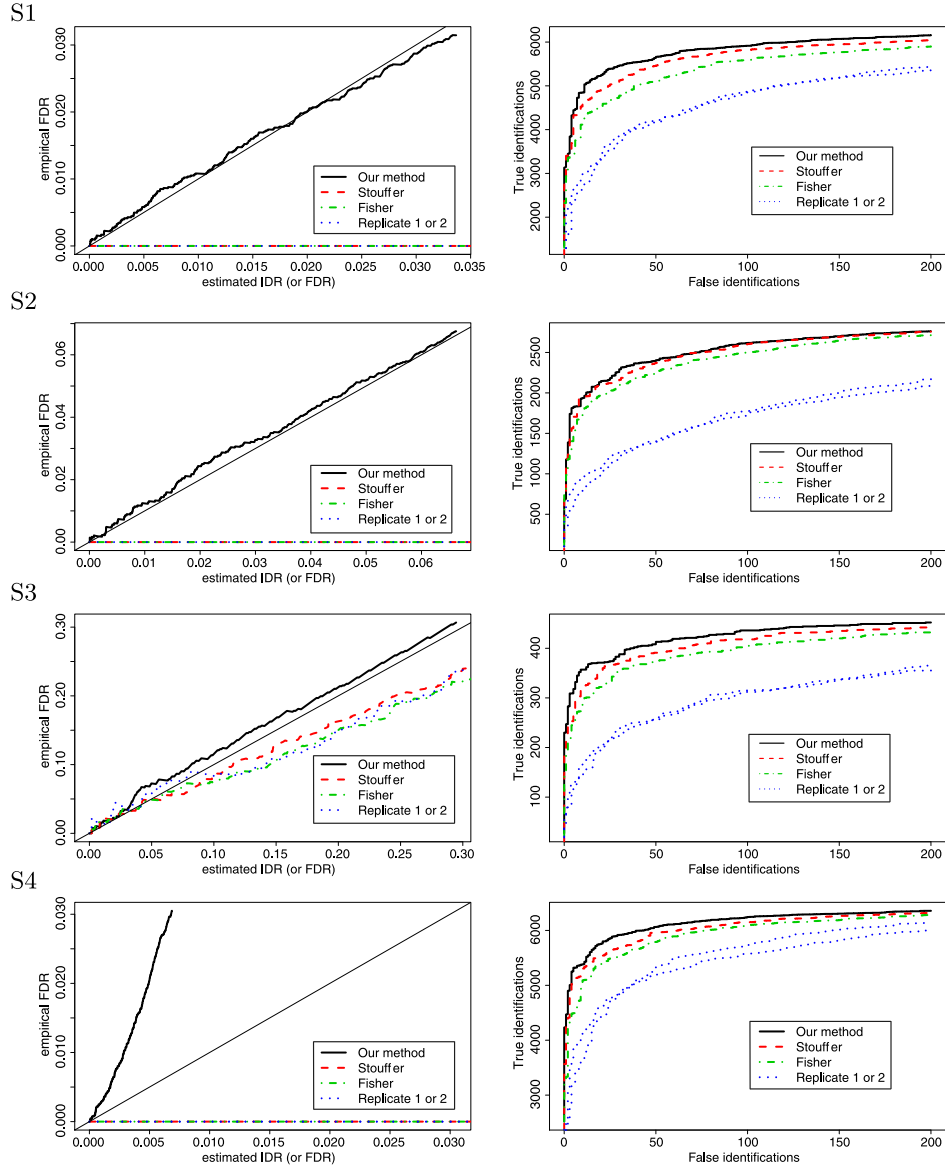 S1
empirical FDR
0.000
0.010
0.020
0.030
Our method
Stouffer
Fisher
Replicate 1 or 2
0.000 0.005 0.010 0.015 0.020 0.025 0.030 0.035
estimated IDR (or FDR)
True identifications
2000
3000
4000
5000
6000
Our method
Stouffer
Fisher
Replicate 1 or 2
0 50 100 150 200
False identifications
S2
empirical FDR
0.00
0.02
0.04
0.06
Our method
Stouffer
Fisher
Replicate 1 or 2
0.00 0.01 0.02 0.03 0.04 0.05 0.06
estimated IDR (or FDR)
True identifications
500
1000
1500
2000
2500
Our method
Stouffer
Fisher
Replicate 1 or 2
0 50 100 150 200
False identifications
S3
empirical FDR
0.00
0.10
0.20
0.30
Our method
Stouffer
Fisher
Replicate 1 or 2
0.00 0.05 0.10 0.15 0.20 0.25 0.30
estimated IDR (or FDR)
True identifications
100
200
300
400
Our method
Stouffer
Fisher
Replicate 1 or 2
0 50 100 150 200
False identifications
S4
empirical FDR
0.000
0.010
0.020
0.030
Our method
Stouffer
Fisher
Replicate 1 or 2
0.000 0.005 0.010 0.015 0.020 0.025 0.030
estimated IDR (or FDR)
True identifications
3000
4000
5000
6000
Our method
Stouffer
Fisher
Replicate 1 or 2
0 50 100 150 200
False identifications